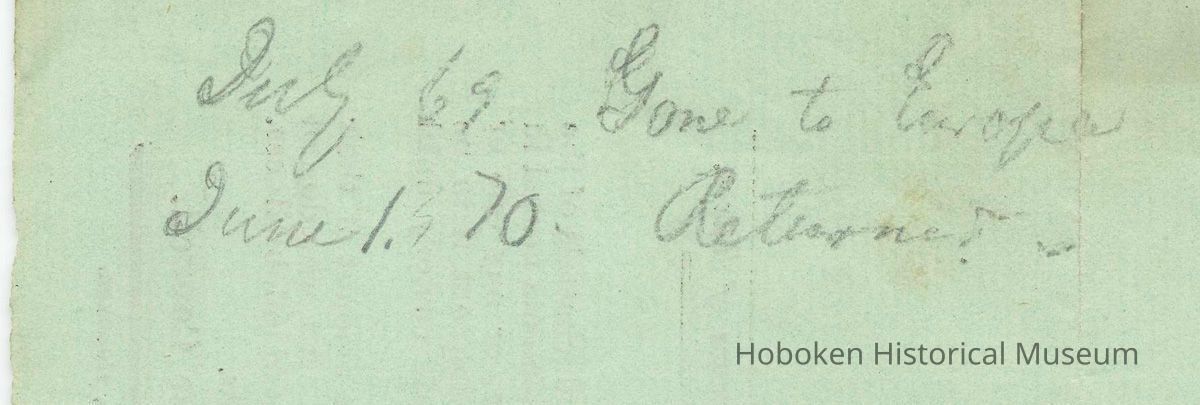 July 69. Gone to Europe
June 1. 70. Returned
Hoboken Historical Museum